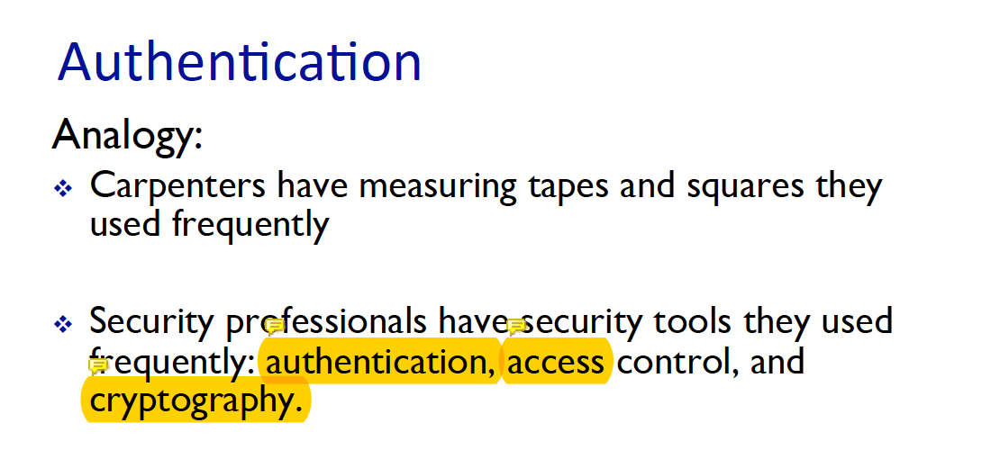 Authentication
Analogy:
Carpenters have measuring tapes and squares they
used frequently
Security professionals have security tools they used
frequently: authentication, access control, and
cryptography.